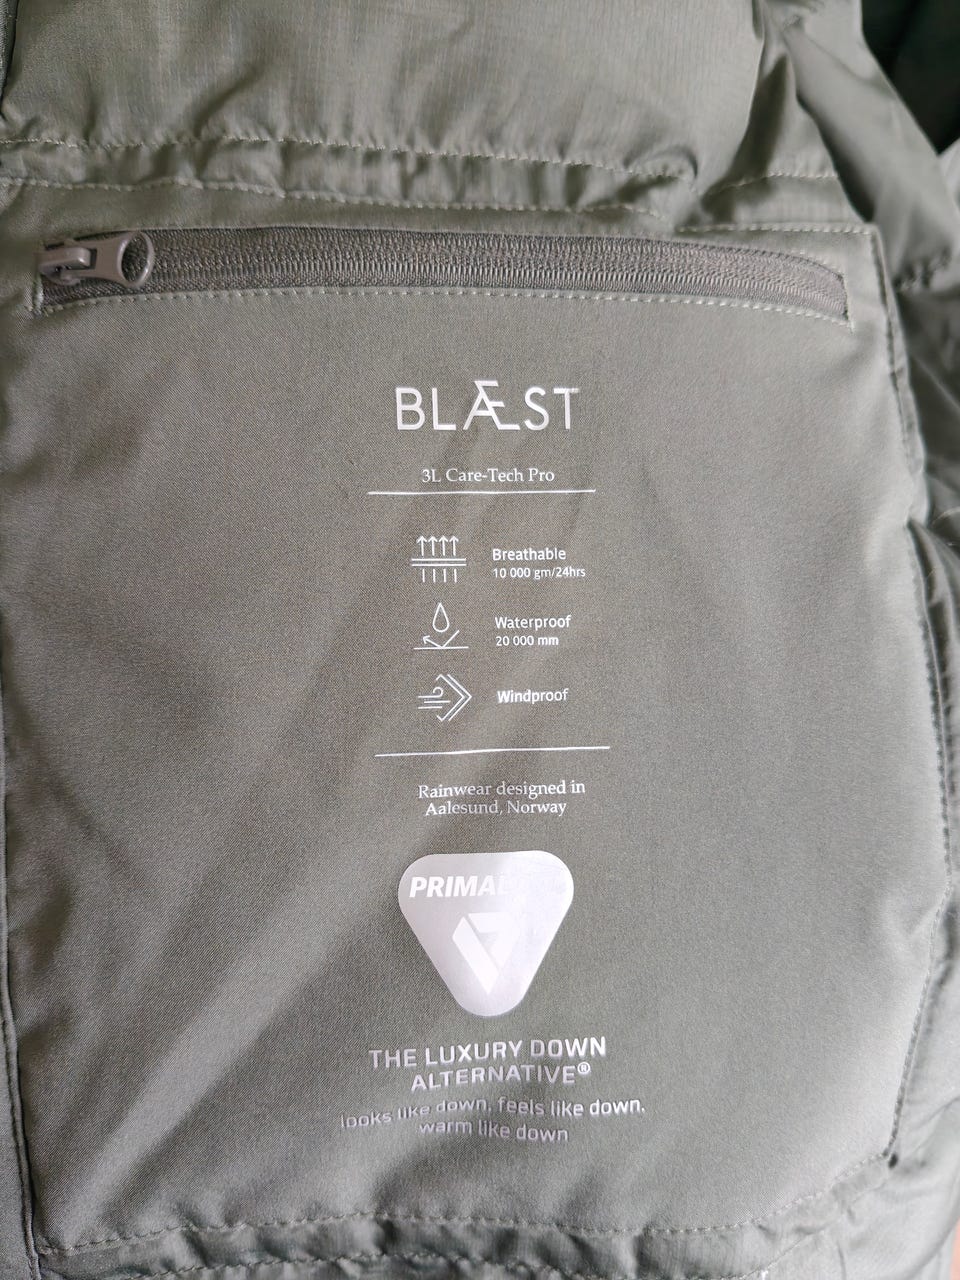 BLÆST
3L Care-Tech Pro
Breathable
10 000 gm/24hrs
Waterproof
20 000 mm
Windproof
Rainwear designed in
Aalesund, Norway
THE LUXURY DOWN
ALTERNATIVE®
looks like down, feels like down,
warm like down